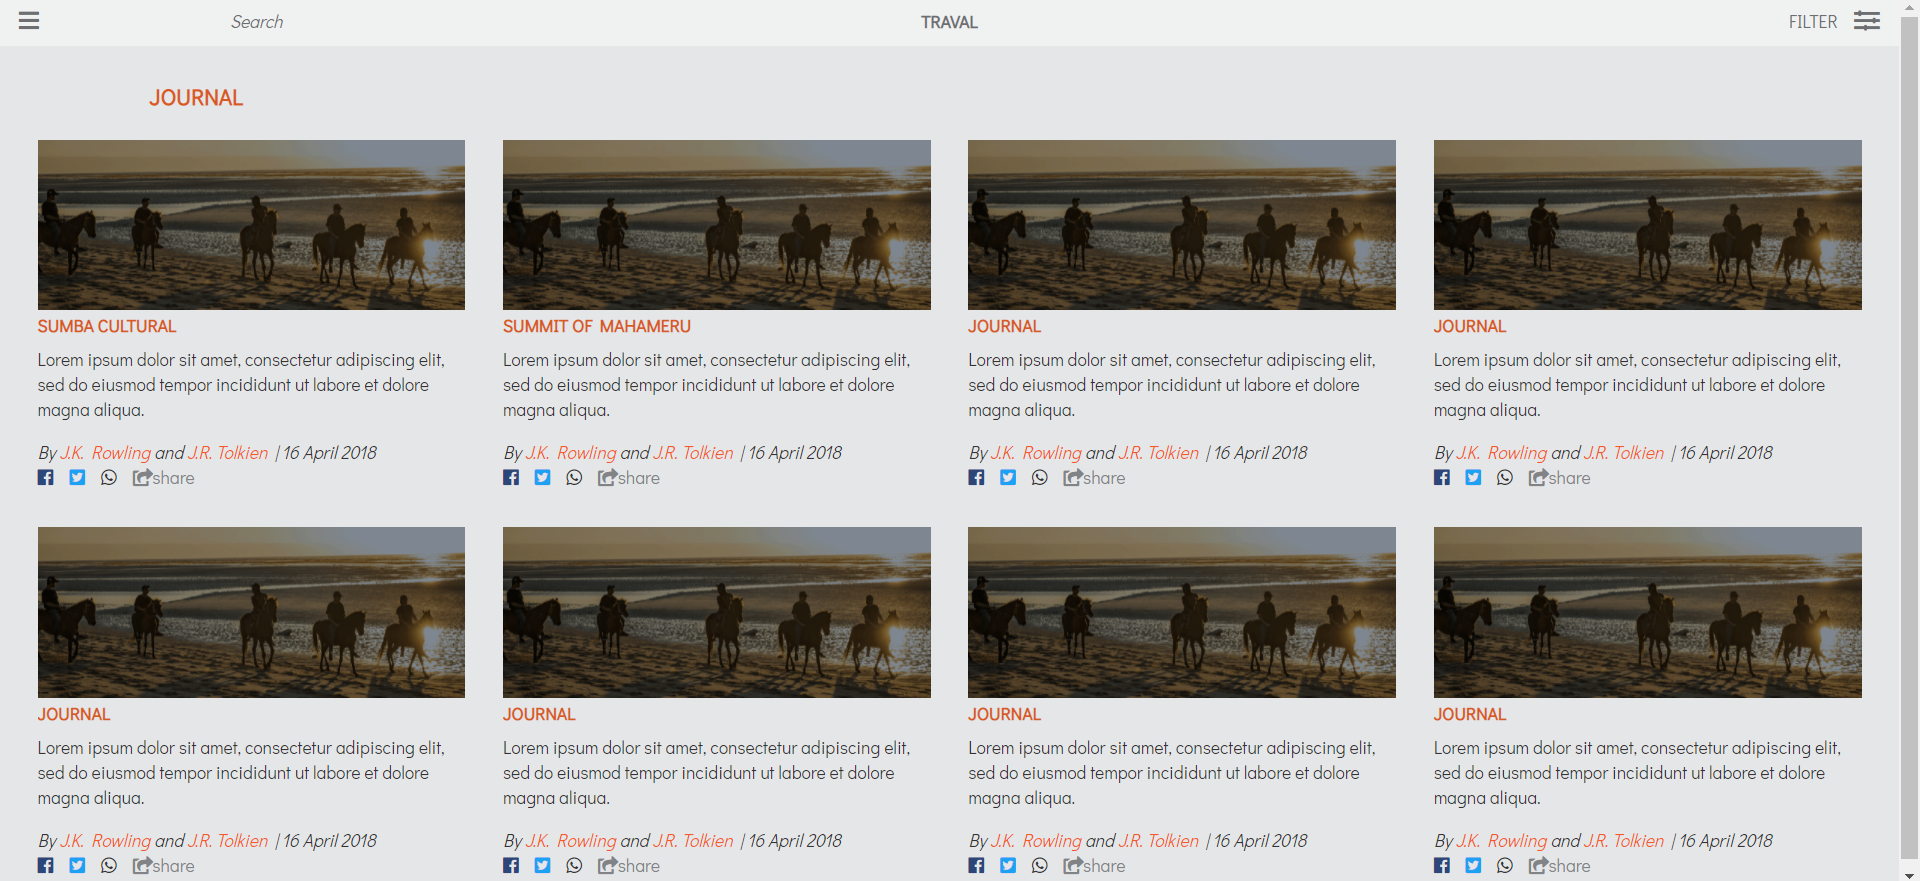 Search
TRAVAL
FILTER
JOURNAL
SUMBA CULTURAL
Lorem ipsum dolor sit amet, consectetur adipiscing elit,
sed do eiusmod tempor incididunt ut labore et dolore
magna aliqua.
By J.K. Rowling and J.R. Tolkien | 16 April 2018
share
SUMMIT OF MAHAMERU
Lorem ipsum dolor sit amet, consectetur adipiscing elit,
sed do eiusmod tempor incididunt ut labore et dolore
magna aliqua.
By J.K. Rowling and J.R. Tolkien | 16 April 2018
share
JOURNAL
Lorem ipsum dolor sit amet, consectetur adipiscing elit,
sed do eiusmod tempor incididunt ut labore et dolore
magna aliqua.
By J.K. Rowling and J.R. Tolkien | 16 April 2018
share
JOURNAL
Lorem ipsum dolor sit amet, consectetur adipiscing elit,
sed do eiusmod tempor incididunt ut labore et dolore
magna aliqua.
By J.K. Rowling and J.R. Tolkien | 16 April 2018
share
JOURNAL
Lorem ipsum dolor sit amet, consectetur adipiscing elit,
sed do eiusmod tempor incididunt ut labore et dolore
magna aliqua.
By J.K. Rowling and J.R. Tolkien | 16 April 2018
share
JOURNAL
Lorem ipsum dolor sit amet, consectetur adipiscing elit,
sed do eiusmod tempor incididunt ut labore et dolore
magna aliqua.
By J.K. Rowling and J.R. Tolkien | 16 April 2018
share
JOURNAL
Lorem ipsum dolor sit amet, consectetur adipiscing elit,
sed do eiusmod tempor incididunt ut labore et dolore
magna aliqua.
By J.K. Rowling and J.R. Tolkien | 16 April 2018
share
JOURNAL
Lorem ipsum dolor sit amet, consectetur adipiscing elit,
sed do eiusmod tempor incididunt ut labore et dolore
magna aliqua.
By J.K. Rowling and J.R. Tolkien | 16 April 2018
share